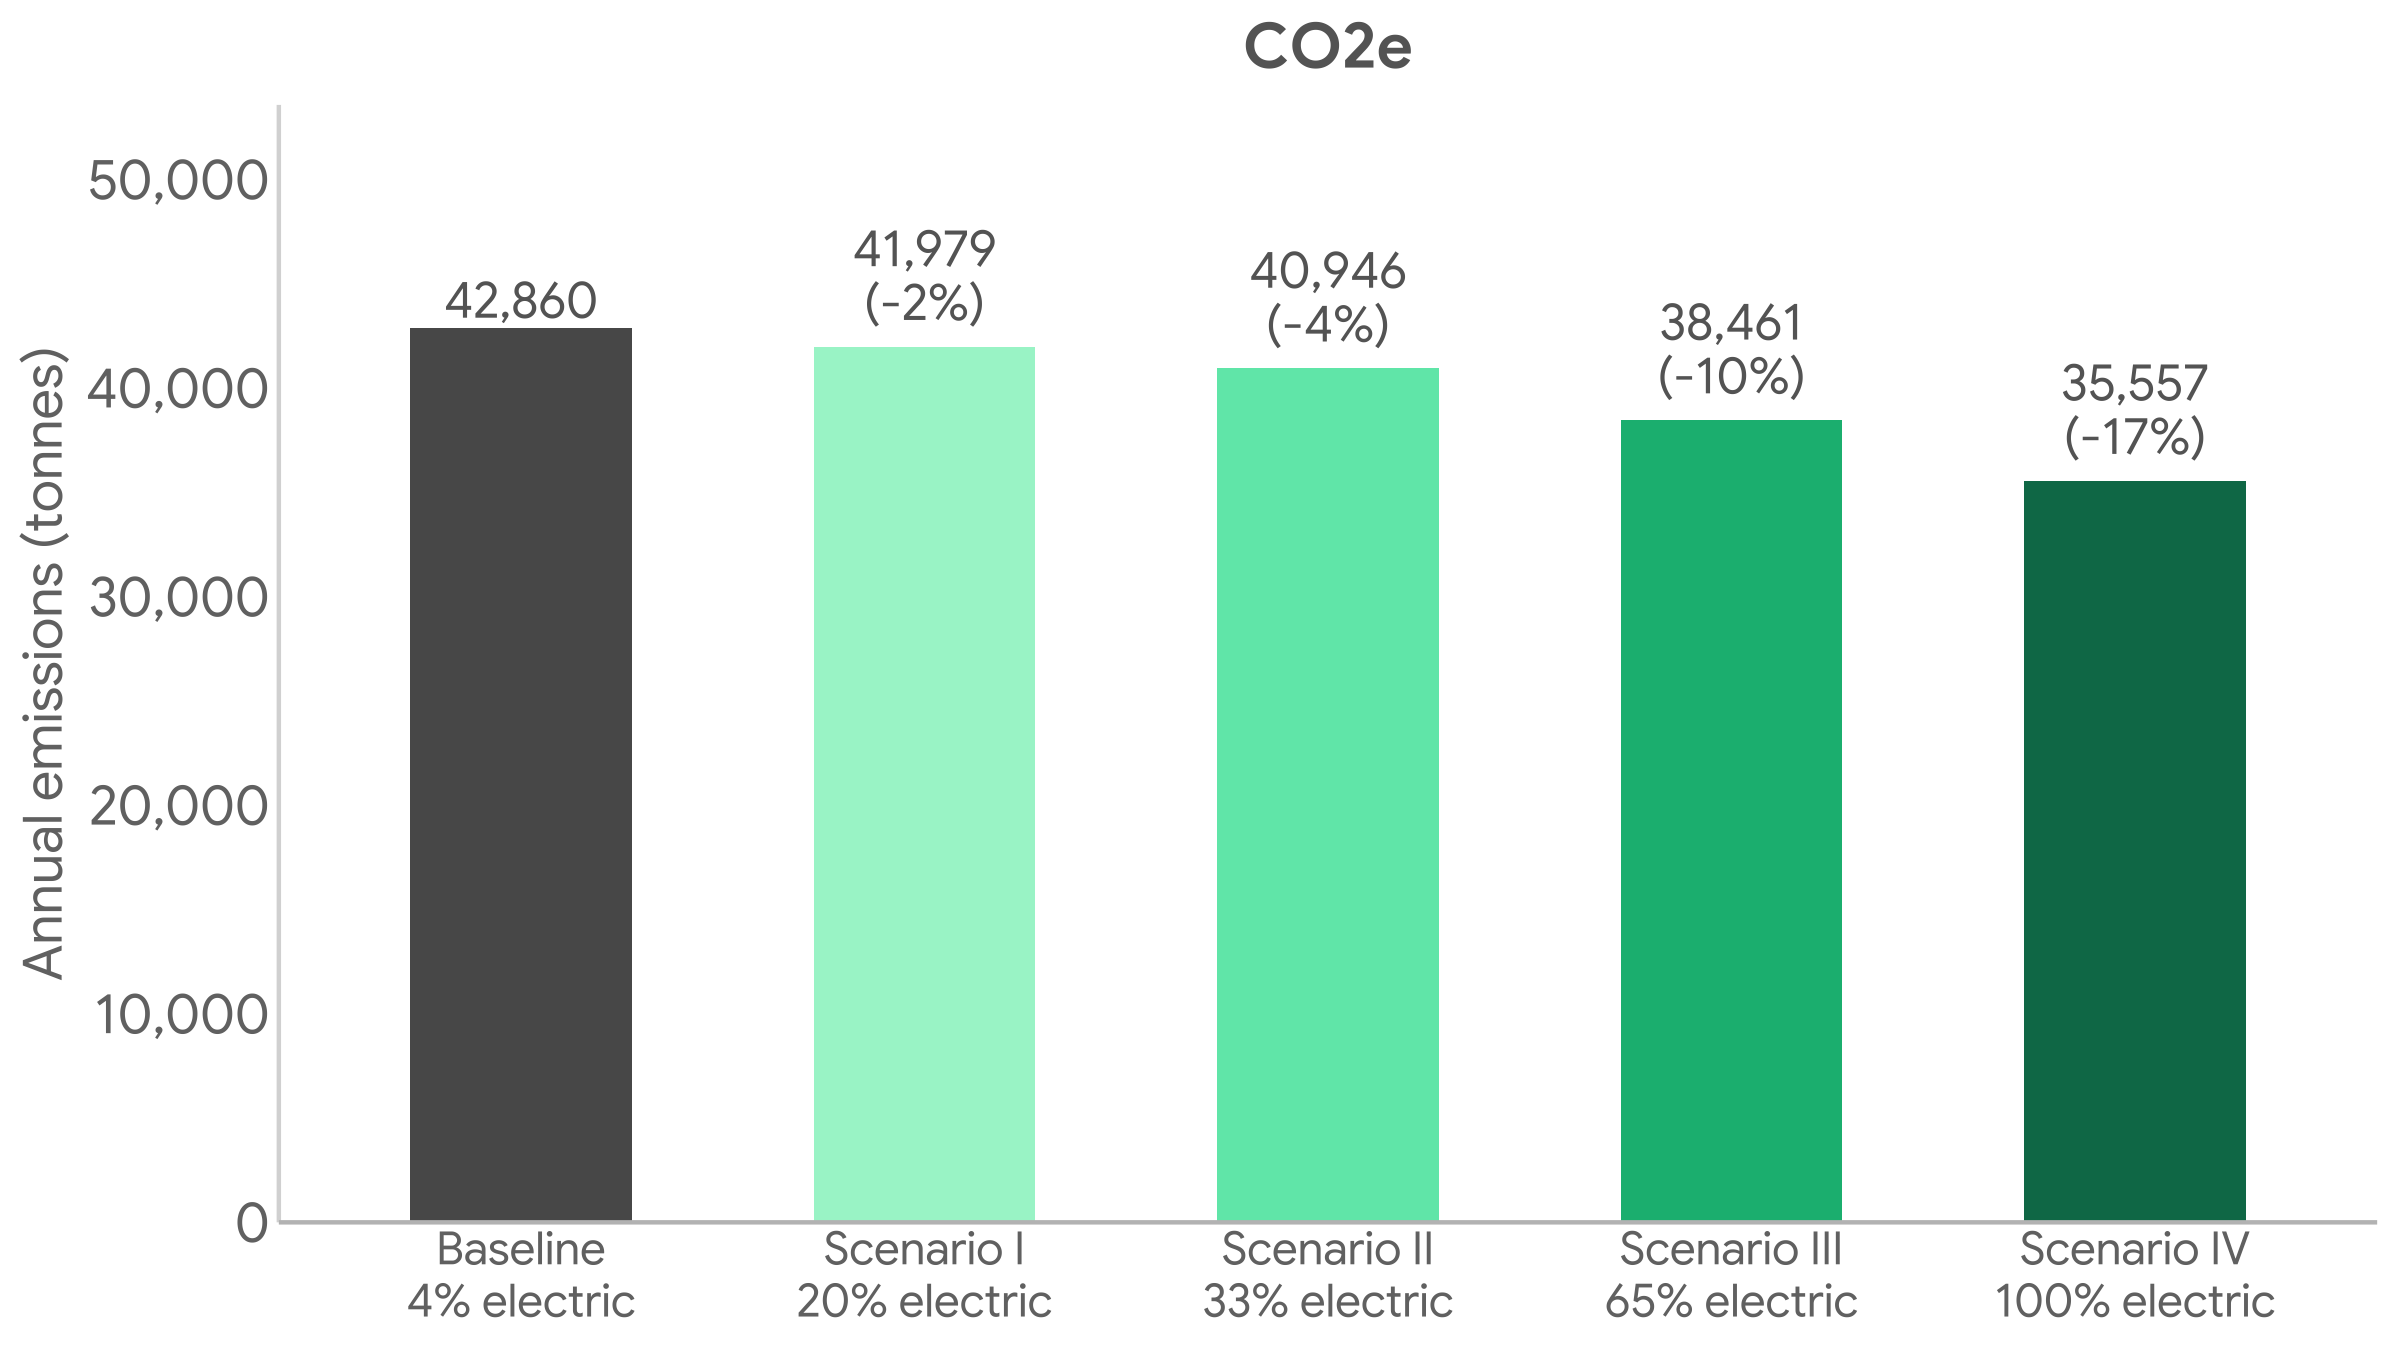 CO2e
Annual emissions (tonnes)
50,000
40,000
30,000
20,000
10,000
0
42,860
41,979
(-2%)
40,946
(-4%)
38,461
(-10%)
35,557
(-17%)
Baseline
4% electric
Scenario I
20% electric
Scenario II
33% electric
Scenario III
65% electric
Scenario IV
100% electric